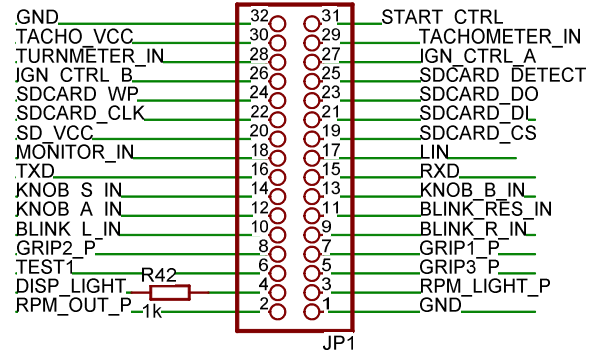 GND 32 31 START_CTRL
TACHO_VCC 30 29 TACHOMETER_IN
TURNMETER_IN 28 27 IGN_CTRL_A
IGN_CTRL_B 26 25 SDCARD_DETECT
SDCARD_WP 24 23 SDCARD_DO
SDCARD_CLK 22 21 SDCARD_DI
SD_VCC 20 19 SDCARD_CS
MONITOR_IN 18 17 LIN
TXD 16 15 RXD
KNOB_S_IN 14 13 KNOB_B_IN
KNOB_A_IN 12 11 BLINK_RES_IN
BLINK_L_IN 10 9 BLINK_R_IN
GRIP2_P 8 7 GRIP1_P
TEST1 6 5 GRIP3_P
R42
DISP_LIGHT 4 3 RPM_LIGHT_P
RPM_OUT_P 1k 2 1 GND
JP1